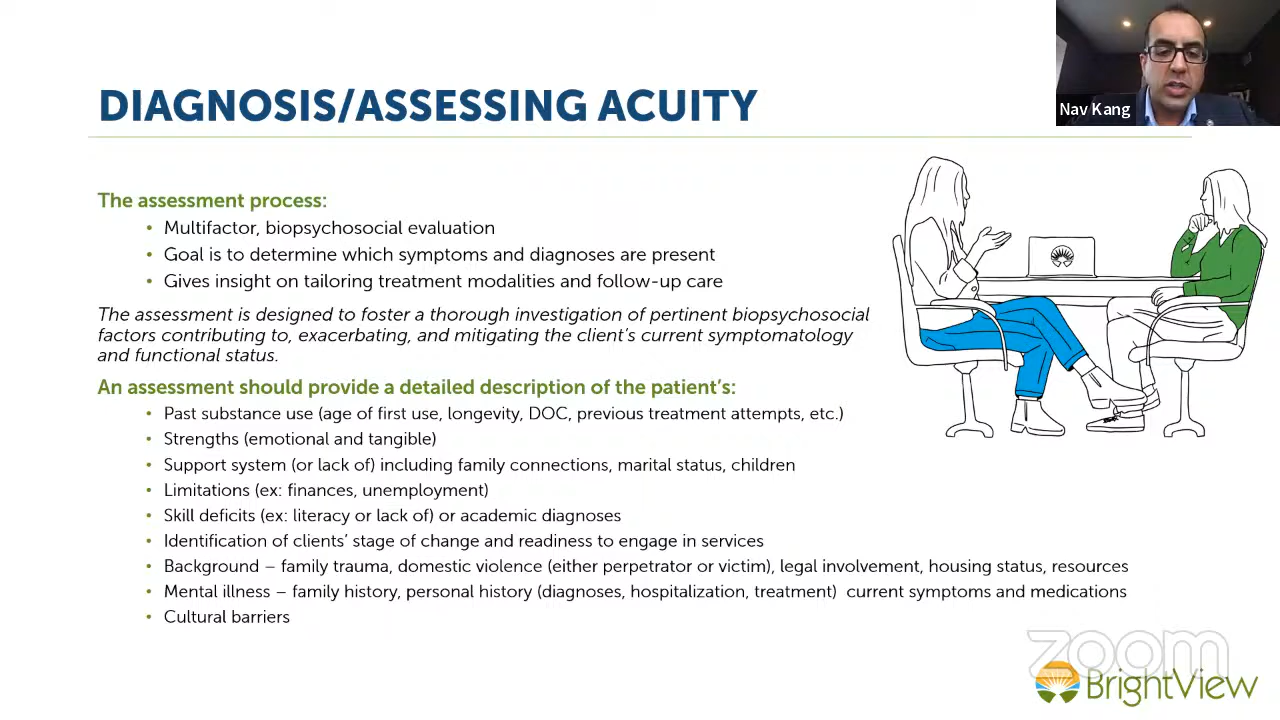 Nav Kang
DIAGNOSIS/ASSESSING ACUITY
The assessment process:
• Multifactor, biopsychosocial evaluation
• Goal is to determine which symptoms and diagnoses are present
• Gives insight on tailoring treatment modalities and follow-up care
The assessment is designed to foster a thorough investigation of pertinent biopsychosocial
factors contributing to, exacerbating, and mitigating the client's current symptomatology
and functional status.
An assessment should provide a detailed description of the patient's:
• Past substance use (age of first use, longevity, DOC, previous treatment attempts, etc.)
• Strengths (emotional and tangible)
• Support system (or lack of) including family connections, marital status, children
• Limitations (ex: finances, unemployment)
• Skill deficits (ex: literacy or lack of) or academic diagnoses
• Identification of clients' stage of change and readiness to engage in services
• Background – family trauma, domestic violence (either perpetrator or victim), legal involvement, housing status, resources
• Mental illness – family history, personal history (diagnoses, hospitalization, treatment) current symptoms and medications
• Cultural barriers
zoom
BrightView